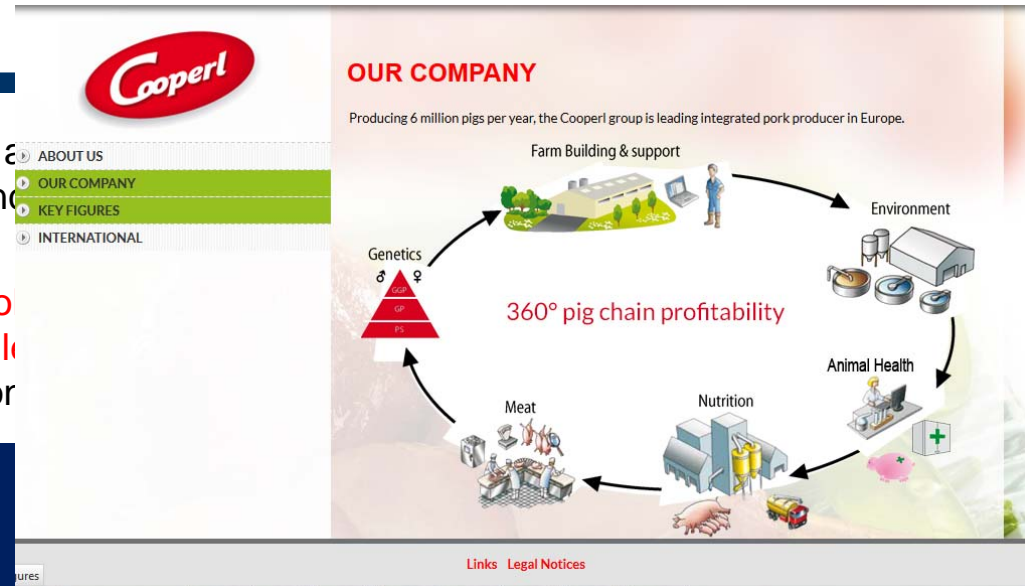 Cooperl
ABOUT US
OUR COMPANY
KEY FIGURES
INTERNATIONAL
OUR COMPANY
Producing 6 million pigs per year, the Cooperl group is leading integrated pork producer in Europe.
Farm Building & support
Environment
Genetics
♂ ♀
GGP
GP
PS
360° pig chain profitability
Animal Health
Nutrition
Meat
Links Legal Notices